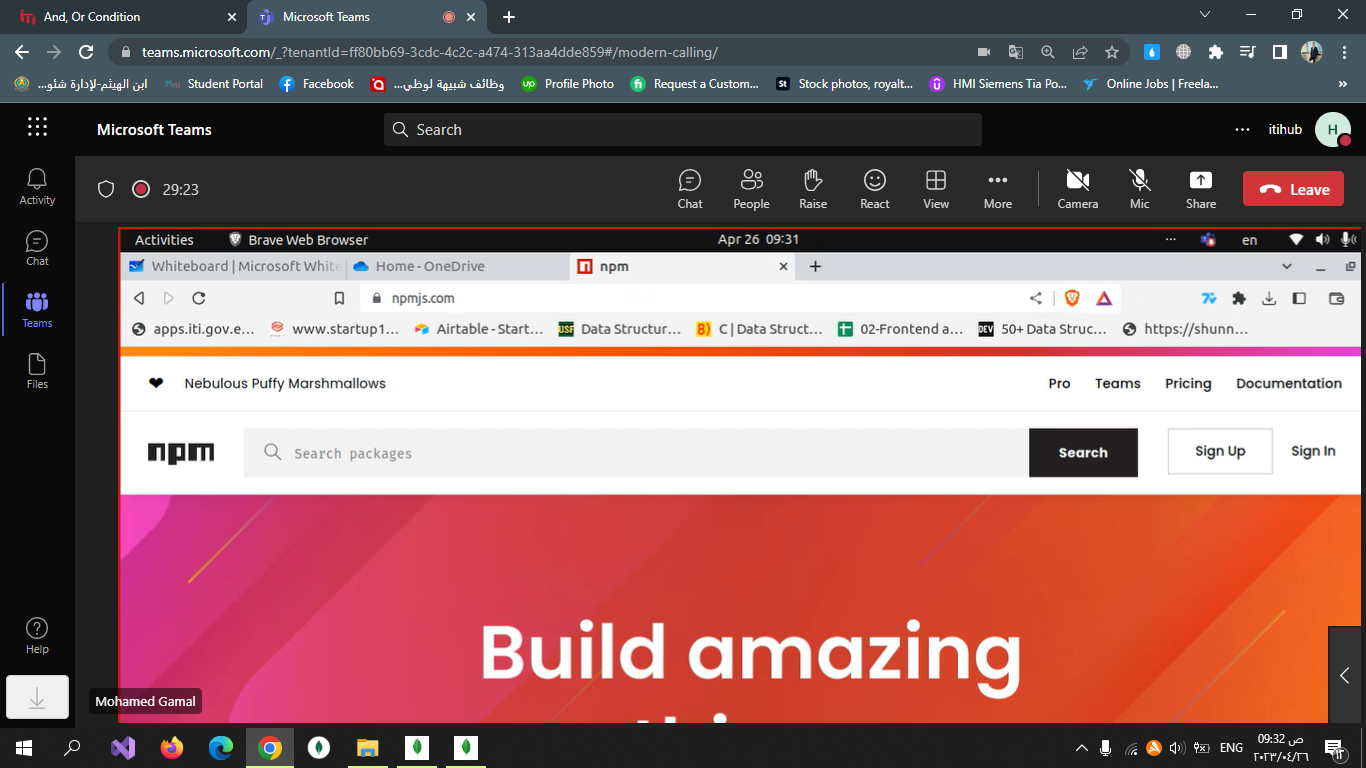 And, Or Condition
Microsoft Teams
teams.microsoft.com/_?tenantId=ff80bb69-3cdc-4c2c-a474-313aa4dde859#/modern-calling/
ابن الهيثم-لإدارة شئو...
Student Portal
Facebook
وظائف شبيهة لوظي...
Profile Photo
Request a Custom...
Stock photos, royalt...
HMI Siemens Tia Po...
Online Jobs | Freela...
Microsoft Teams
Search
itihub
H
Activity
Chat
Teams
Files
Help
29:23
Chat
People
Raise
React
View
More
Camera
Mic
Share
Leave
Activities
Brave Web Browser
Apr 26 09:31
en
Whiteboard | Microsoft White
Home - OneDrive
npm
npmjs.com
apps.iti.gov.e...
www.startup1...
Airtable - Start...
Data Structur...
C | Data Struct...
02-Frontend a...
50+ Data Struc...
https://shunn...
Nebulous Puffy Marshmallows
Pro
Teams
Pricing
Documentation
npm
Search packages
Search
Sign Up
Sign In
Build amazing
Mohamed Gamal
ENG
09:32 ص
٢٠٢٣/٠٤/٢٦